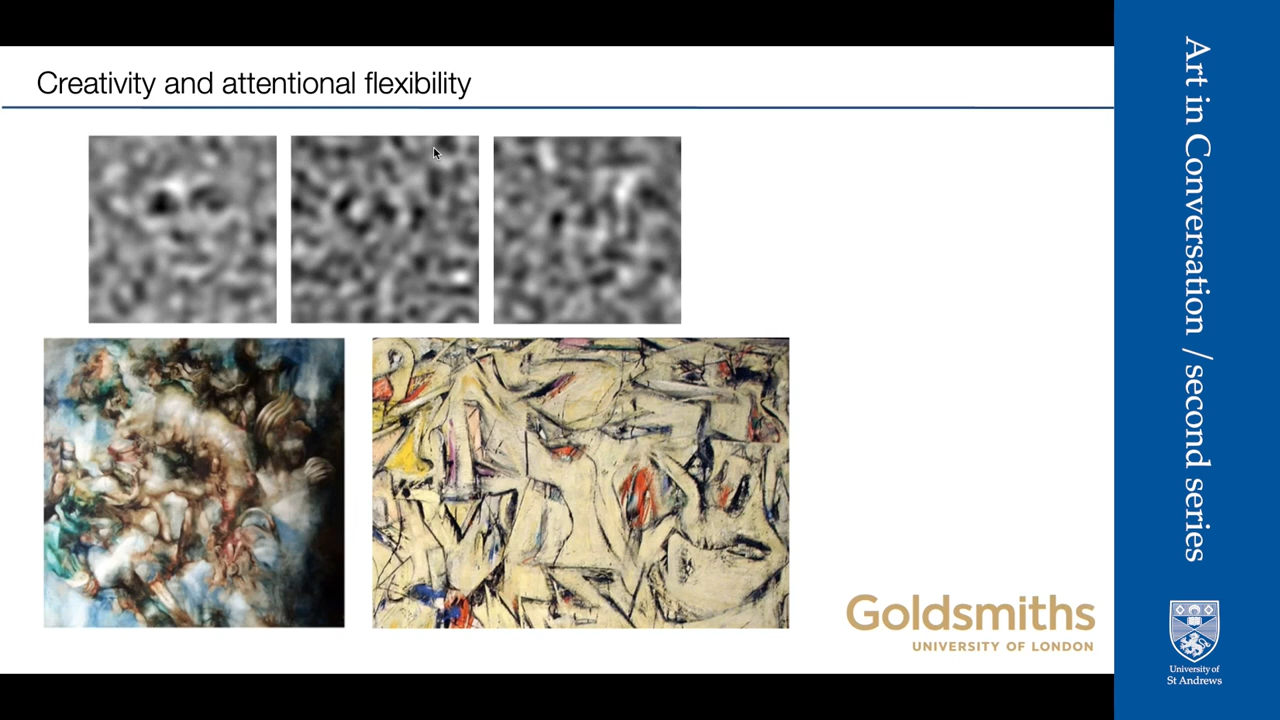 Creativity and attentional flexibility
Goldsmiths
UNIVERSITY OF LONDON
Art in Conversation / second series
University of
St Andrews